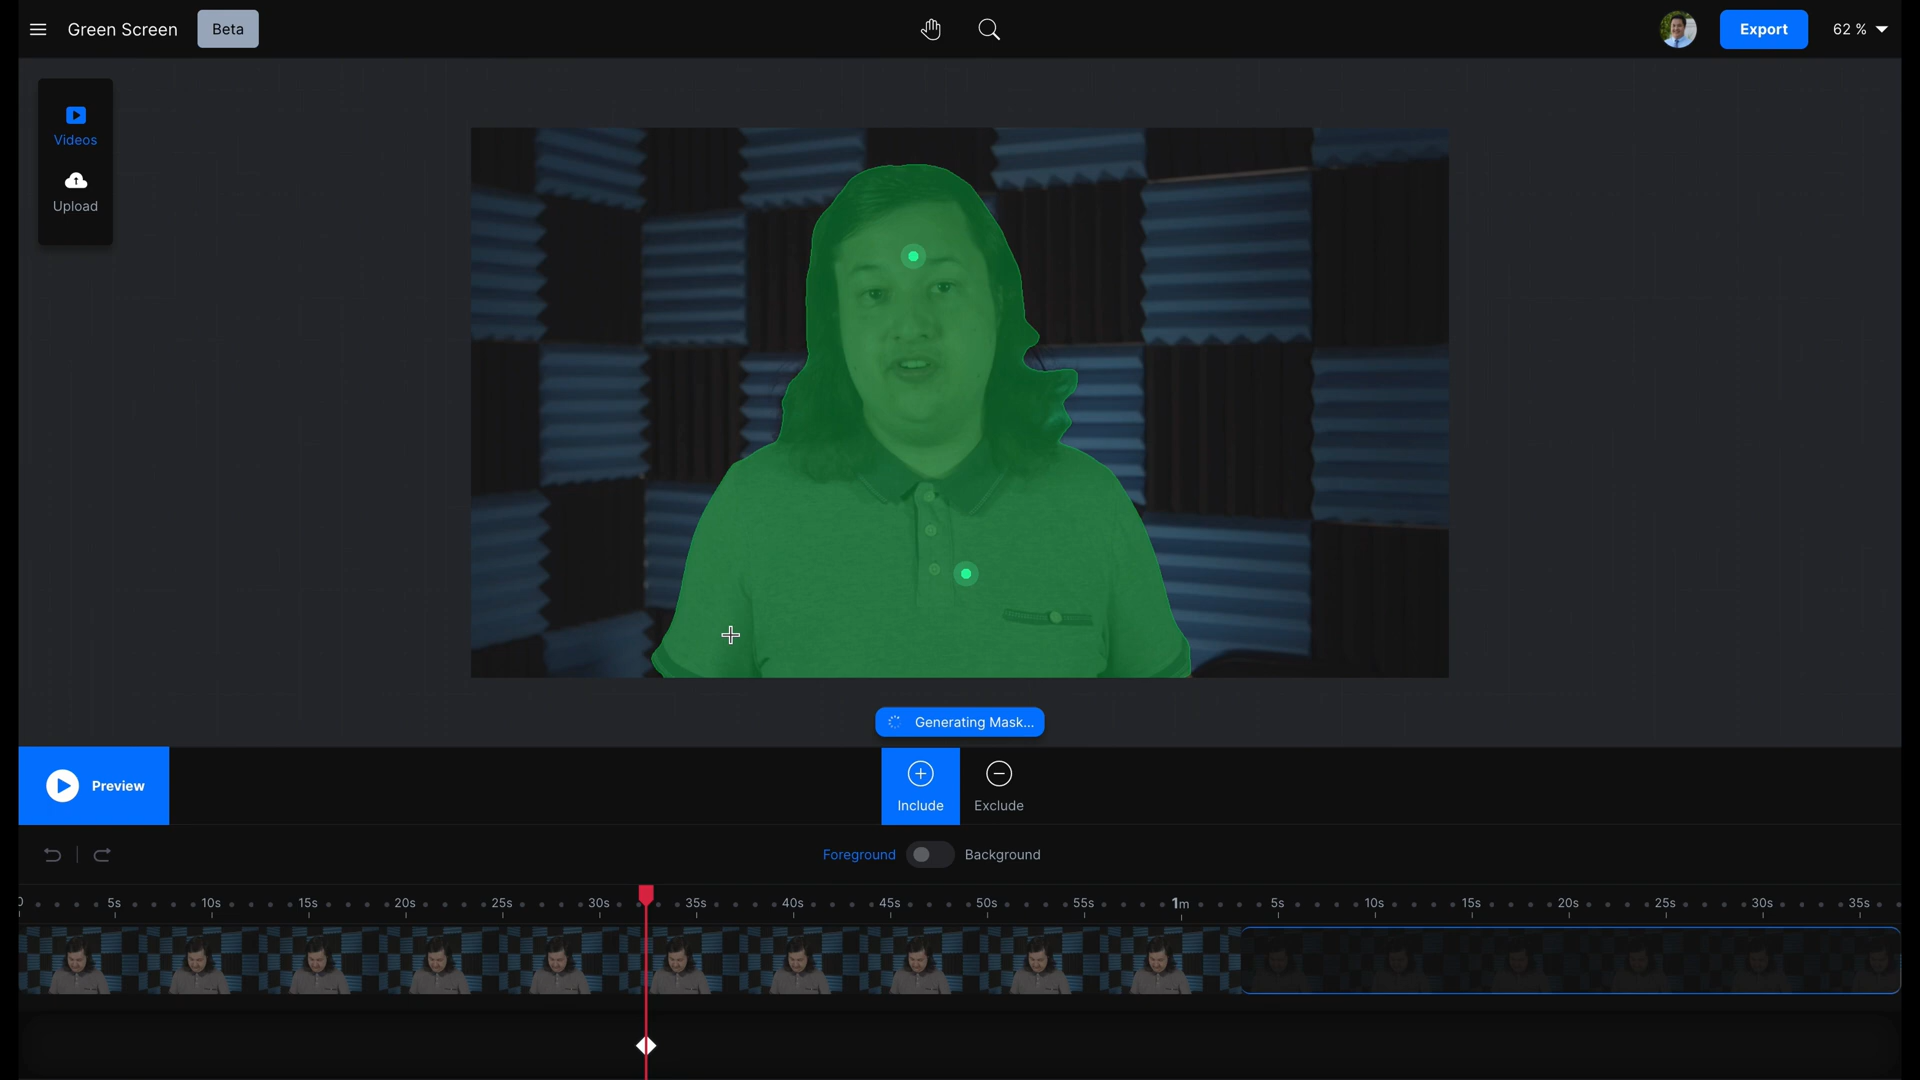 Green Screen Beta Export 62 %
Videos
Upload
Generating Mask...
Preview
Include Exclude
Foreground Background
0 5s 10s 15s 20s 25s 30s 35s 40s 45s 50s 55s 1m 5s 10s 15s 20s 25s 30s 35s